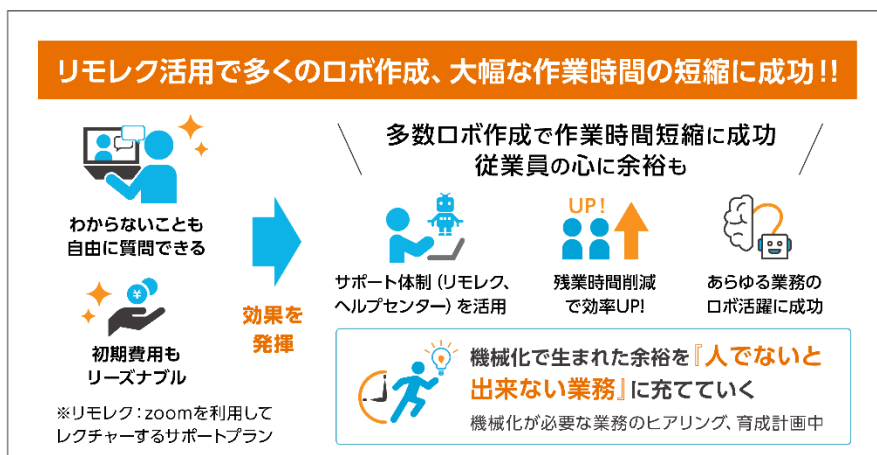 リモレク活用で多くのロボ作成、大幅な作業時間の短縮に成功!!
わからないことも
自由に質問できる
¥
初期費用も
リーズナブル
※リモレク:zoomを利用して
レクチャーするサポートプラン
効果を
発揮
多数ロボ作成で作業時間短縮に成功
従業員の心に余裕も
サポート体制(リモレク、
ヘルプセンター)を活用
UP!
残業時間削減
で効率UP!
あらゆる業務の
ロボ活躍に成功
機械化で生まれた余裕を『人でないと
出来ない業務』に充てていく
機械化が必要な業務のヒアリング、育成計画中